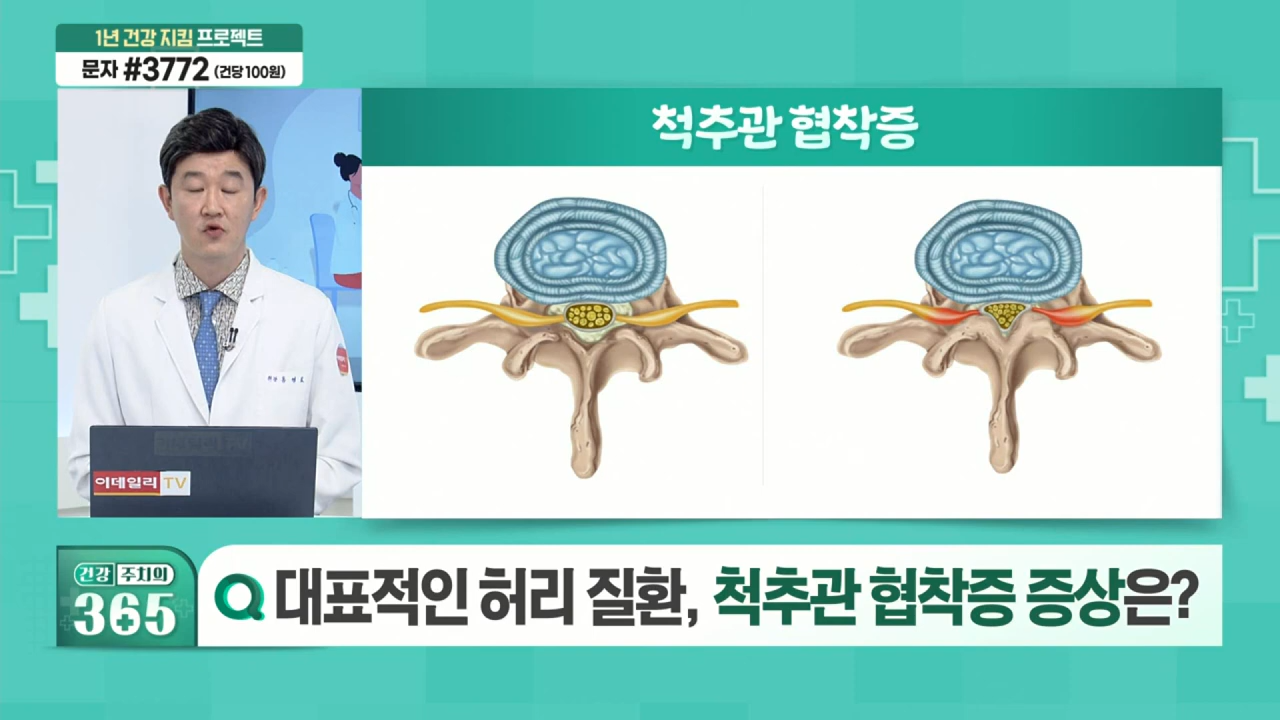 1년 건강 지킴 프로젝트
문자 #3772 (건당 100원)
척추관 협착증
이데일리 TV
건강 주치의
365
Q 대표적인 허리 질환, 척추관 협착증 증상은?